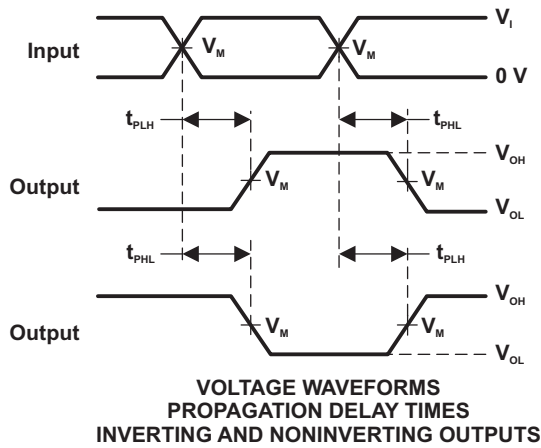 V_I
Input
V_M
V_M
0 V
t_PLH
t_PHL
V_OH
Output
V_M
V_M
V_OL
t_PHL
t_PLH
V_OH
Output
V_M
V_M
V_OL
VOLTAGE WAVEFORMS
PROPAGATION DELAY TIMES
INVERTING AND NONINVERTING OUTPUTS